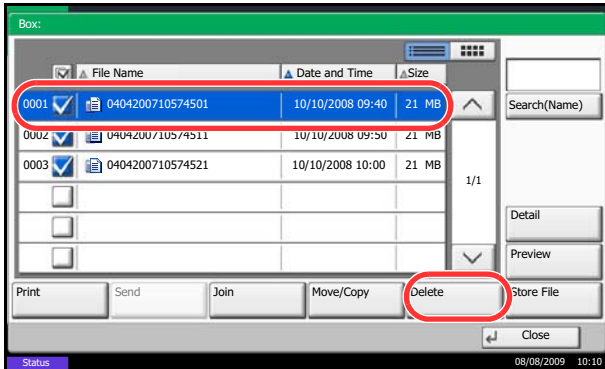 Box:
File Name Date and Time Size
0001 0404200710574501 10/10/2008 09:40 21 MB
Search(Name)
0002 0404200710574511 10/10/2008 09:50 21 MB
0003 0404200710574521 10/10/2008 10:00 21 MB
1/1
Detail
Preview
Print Send Join Move/Copy Delete Store File
Close
Status 08/08/2009 10:10